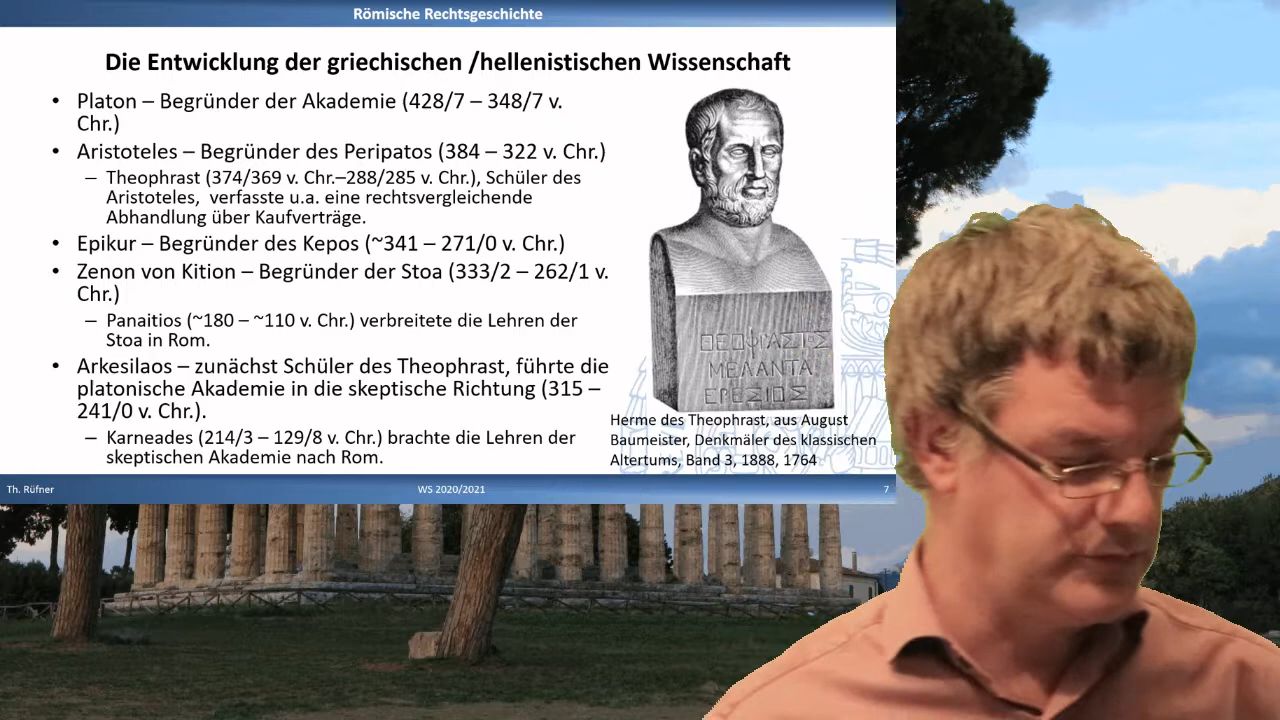 Römische Rechtsgeschichte
Die Entwicklung der griechischen /hellenistischen Wissenschaft
• Platon – Begründer der Akademie (428/7 – 348/7 v.
Chr.)
• Aristoteles – Begründer des Peripatos (384 – 322 v. Chr.)
– Theophrast (374/369 v. Chr.–288/285 v. Chr.), Schüler des
Aristoteles, verfasste u.a. eine rechtsvergleichende
Abhandlung über Kaufverträge.
• Epikur – Begründer des Kepos (~341 – 271/0 v. Chr.)
• Zenon von Kition – Begründer der Stoa (333/2 – 262/1 v.
Chr.)
– Panaitios (~180 – ~110 v. Chr.) verbreitete die Lehren der
Stoa in Rom.
• Arkesilaos – zunächst Schüler des Theophrast, führte die
platonische Akademie in die skeptische Richtung (315 –
241/0 v. Chr.).
– Karneades (214/3 – 129/8 v. Chr.) brachte die Lehren der
skeptischen Akademie nach Rom.
ΘΕΟΦΡΑΣΤΟΣ
ΜΕΛΑΝΤΑ
ΕΡΕΣΙΟΣ
Herme des Theophrast, aus August
Baumeister, Denkmäler des klassischen
Altertums, Band 3, 1888, 1764
Th. Rüfner
WS 2020/2021
7